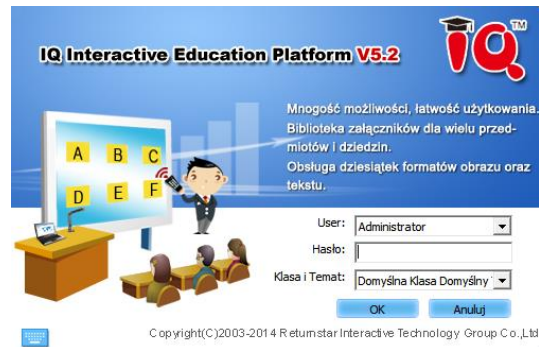 IQ Interactive Education Platform V5.2
IQ™
Mnogość możliwości, łatwość użytkowania.
Biblioteka załączników dla wielu przed-
miotów i dziedzin.
Obsługa dziesiątek formatów obrazu oraz
tekstu.
A B C
D E F
User: Administrator
Hasło:
Klasa i Temat: Domyślna Klasa Domyślny
OK Anuluj
Copyright(C)2003-2014 Returnstar Interactive Technology Group Co.,Ltd